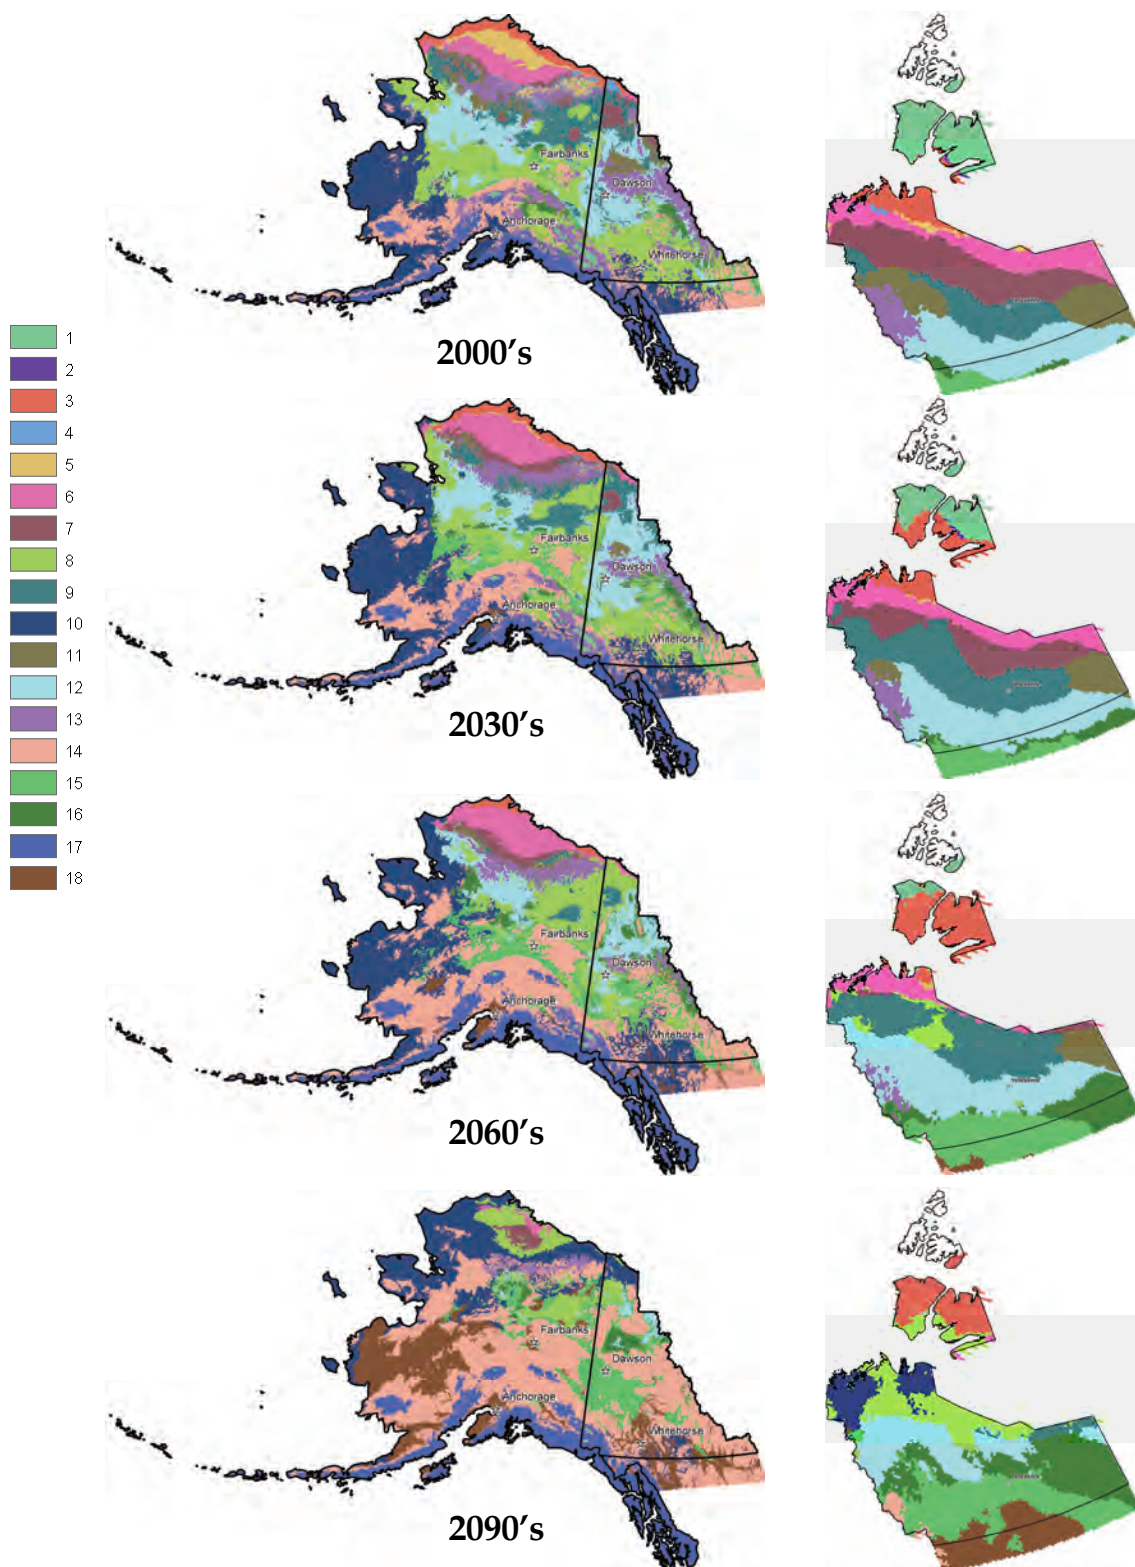 Fairbanks
Dawson
Anchorage
Whitehorse
2000's
1
2
3
4
5
6
7
8
9
10
11
12
13
14
15
16
17
18
Fairbanks
Dawson
Anchorage
Whitehorse
2030's
Fairbanks
Dawson
Anchorage
Whitehorse
2060's
Fairbanks
Dawson
Anchorage
Whitehorse
2090's